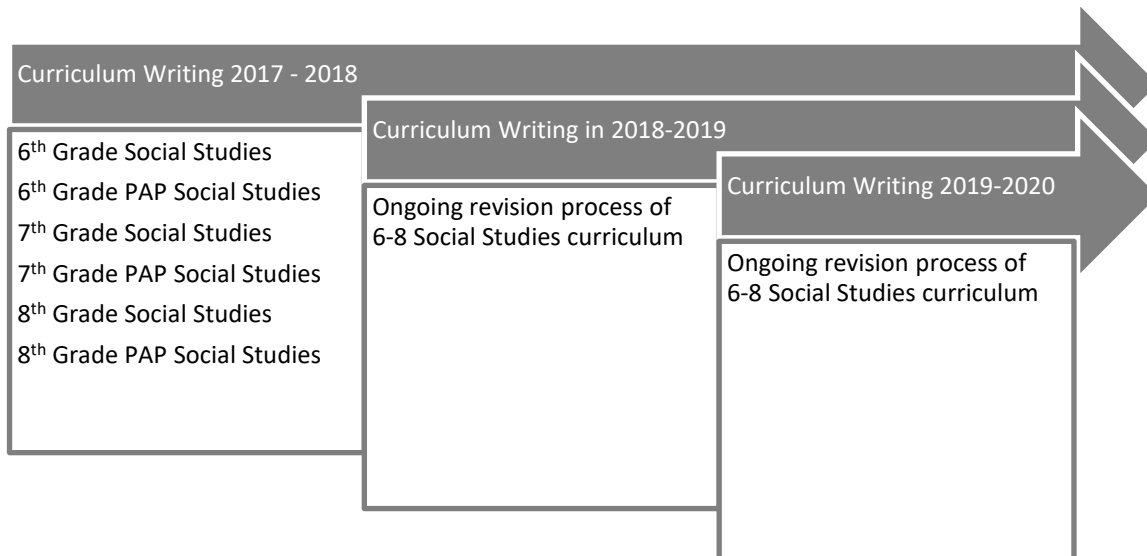 Curriculum Writing 2017 - 2018
6th Grade Social Studies
6th Grade PAP Social Studies
7th Grade Social Studies
7th Grade PAP Social Studies
8th Grade Social Studies
8th Grade PAP Social Studies
Curriculum Writing in 2018-2019
Ongoing revision process of
6-8 Social Studies curriculum
Curriculum Writing 2019-2020
Ongoing revision process of
6-8 Social Studies curriculum